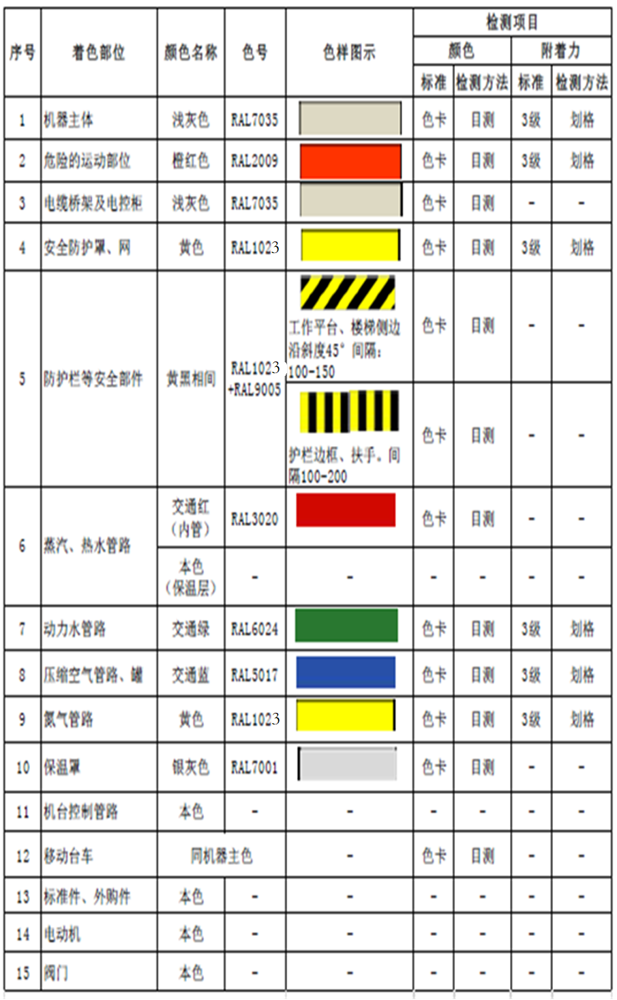 检测项目
序号 着色部位 颜色名称 色号 色样图示 颜色 附着力
标准 检测方法 标准 检测方法
1 机器主体 浅灰色 RAL7035 色卡 目测 3级 划格
2 危险的运动部位 橙红色 RAL2009 色卡 目测 3级 划格
3 电缆桥架及电控柜 浅灰色 RAL7035 色卡 目测 - -
4 安全防护罩、网 黄色 RAL1023 色卡 目测 3级 划格
5 防护栏等安全部件 黄黑相间 RAL1023
+RAL9005
工作平台、楼梯侧边
沿斜度45°间隔:
100-150
色卡 目测 - -
护栏边框、扶手。间
隔100-200
色卡 目测 - -
6 蒸汽、热水管路
交通红
(内管)
RAL3020 色卡 目测 - -
本色
(保温层)
- - - - - -
7 动力水管路 交通绿 RAL6024 色卡 目测 3级 划格
8 压缩空气管路、罐 交通蓝 RAL5017 色卡 目测 3级 划格
9 氮气管路 黄色 RAL1023 色卡 目测 3级 划格
10 保温罩 银灰色 RAL7001 色卡 目测 - -
11 机台控制管路 本色 - - - - - -
12 移动台车 同机器主色 - 色卡 目测 - -
13 标准件、外购件 本色 - - - - - -
14 电动机 本色 - - - - - -
15 阀门 本色 - - - - - -